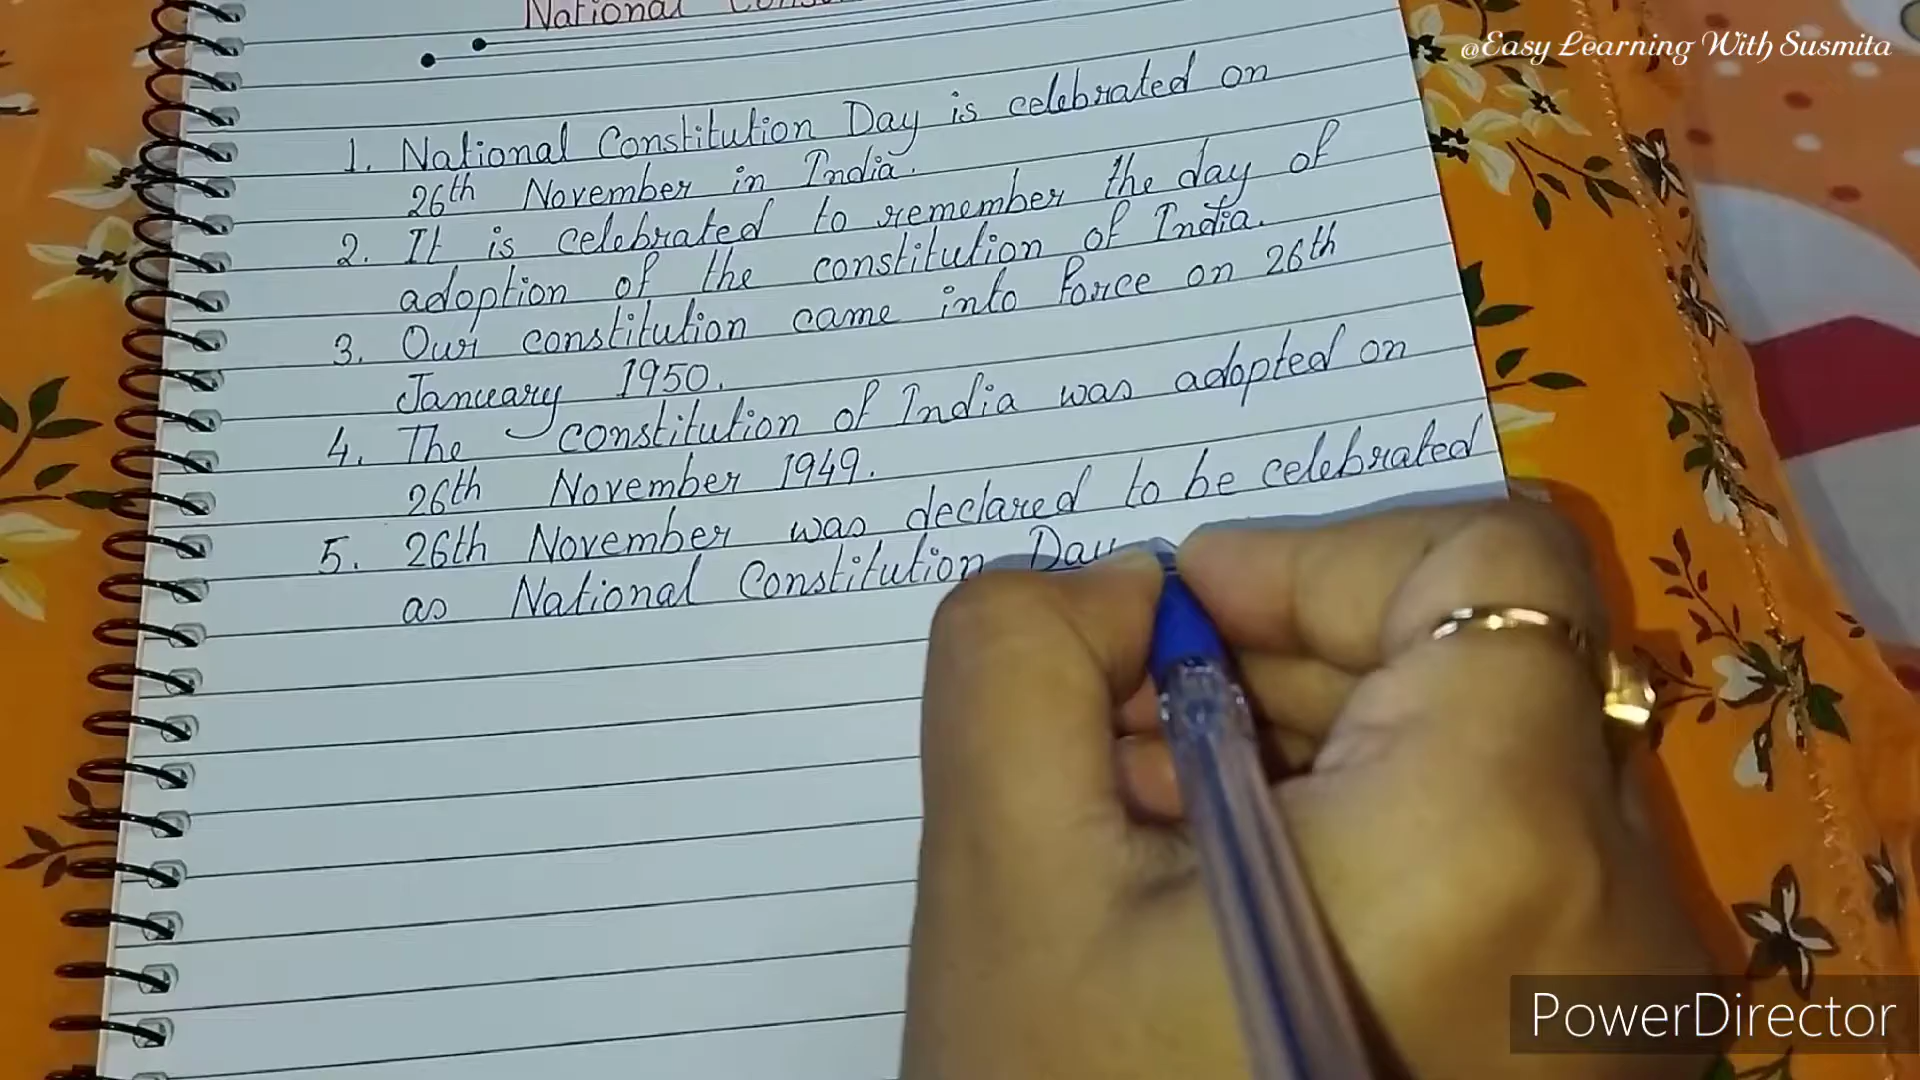 National
@Easy Learning With Susmita
1. National Constitution Day is celebrated on
26th November in India.
2. It is celebrated to remember the day of
adoption of the constitution of India.
3. Our constitution came into force on 26th
January 1950.
4. The constitution of India was adopted on
26th November 1949.
5. 26th November was declared to be celebrated
as National Constitution Day
PowerDirector